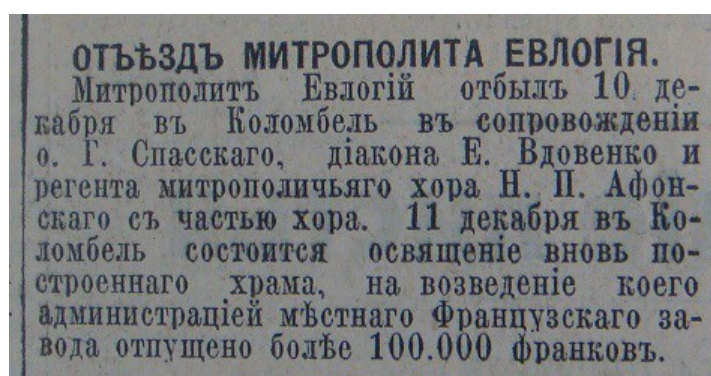 ОТЪѢЗДЪ МИТРОПОЛИТА ЕВЛОГІЯ.
Митрополитъ Евлогій отбылъ 10 де-
кабря въ Коломбель въ сопровожденіи
о. Г. Спасскаго, діакона Е. Вдовенко и
регента митрополичьяго хора Н. П. Афон-
скаго съ частью хора. 11 декабря въ Ко-
ломбель состоится освященіе вновь по-
строеннаго храма, на возведеніе коего
администраціей мѣстнаго Французскаго за-
вода отпущено болѣе 100.000 франковъ.